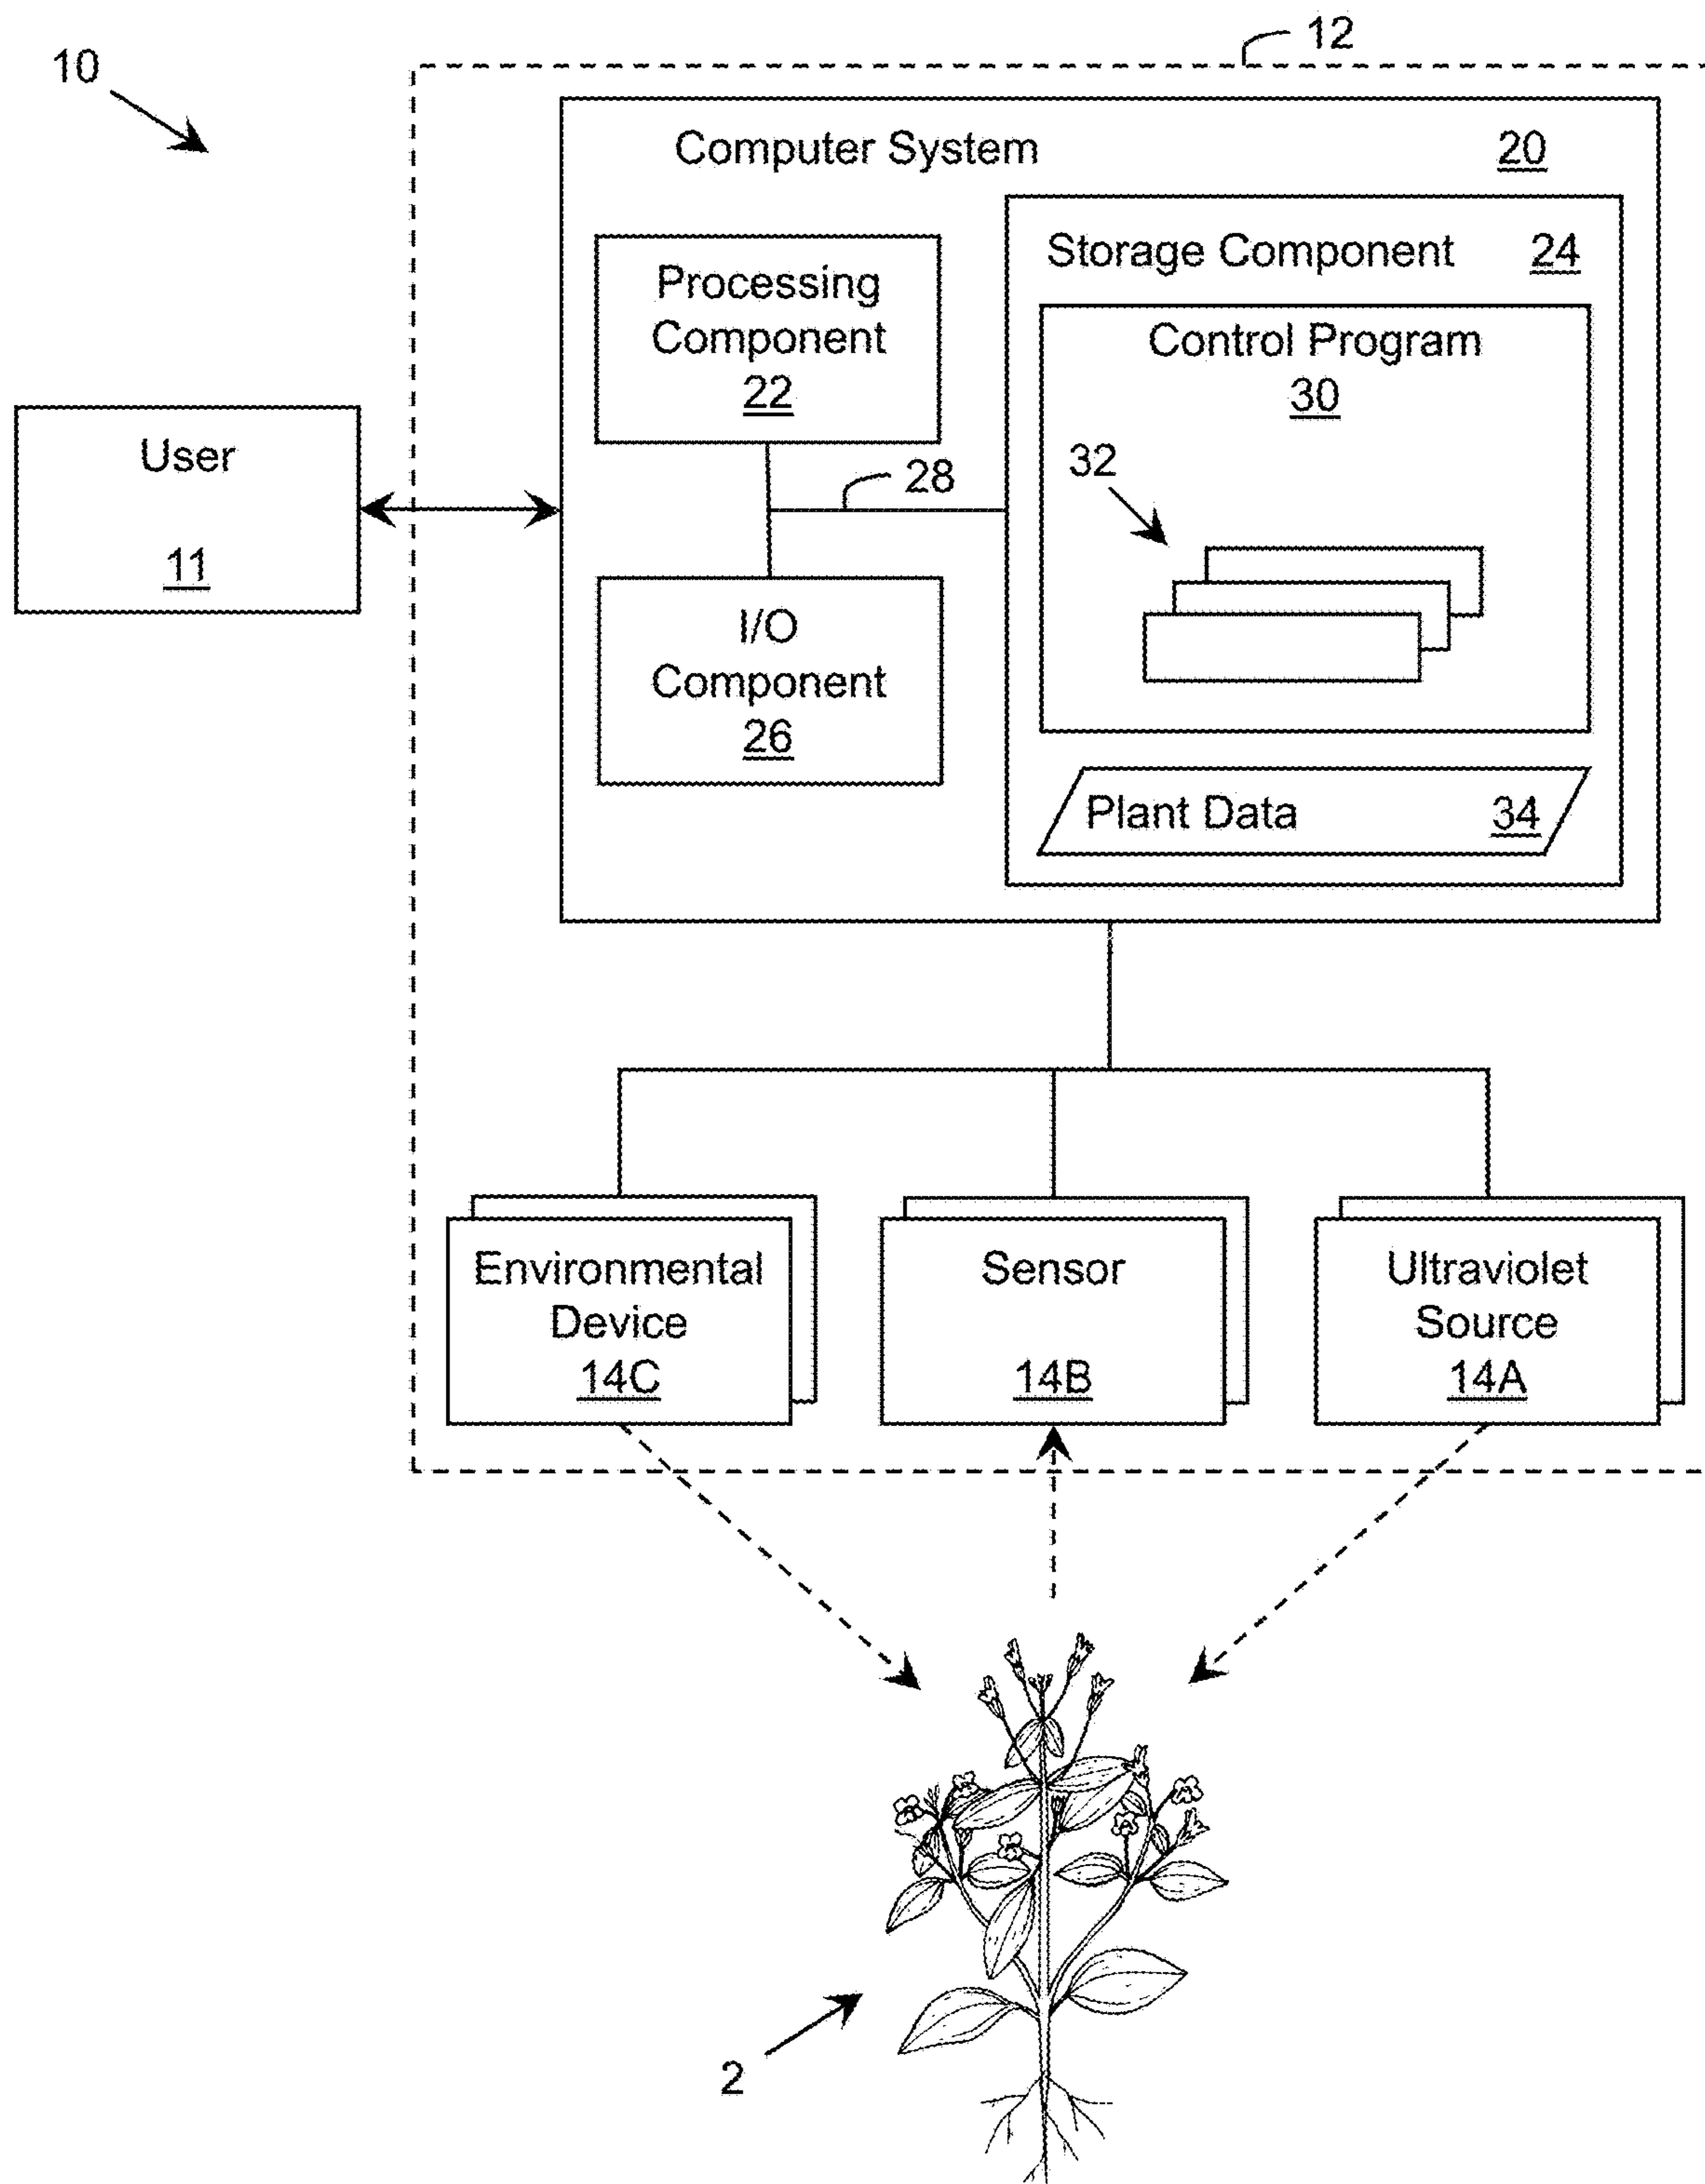 10
12
Computer System 20
Processing
Component
22
Storage Component 24
Control Program
30
32
28
User
11
I/O
Component
26
Plant Data 34
Environmental
Device
14C
Sensor
14B
Ultraviolet
Source
14A
2